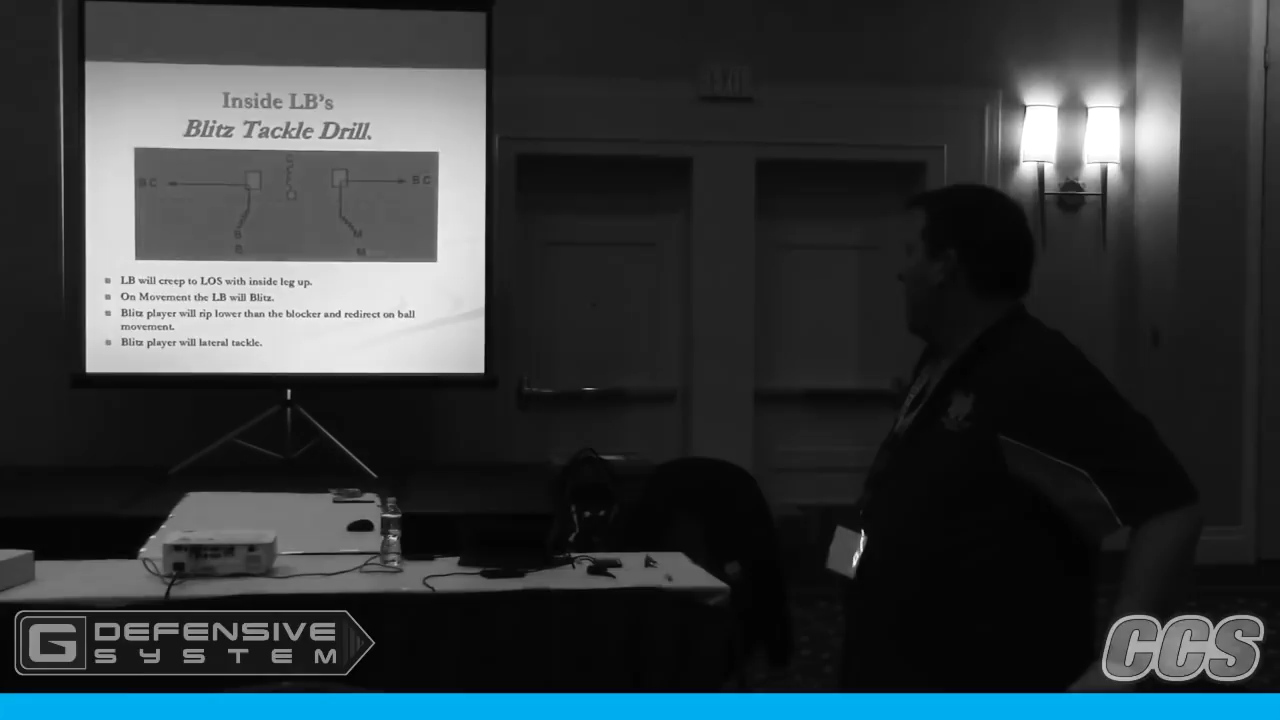 EXIT
Inside LB's
Blitz Tackle Drill.
B C
C
B C
B
M
B
M
LB will creep to LOS with inside leg up.
On Movement the LB will Blitz.
Blitz player will rip lower than the blocker and redirect on ball
movement.
Blitz player will lateral tackle.
G DEFENSIVE
SYSTEM
CCS